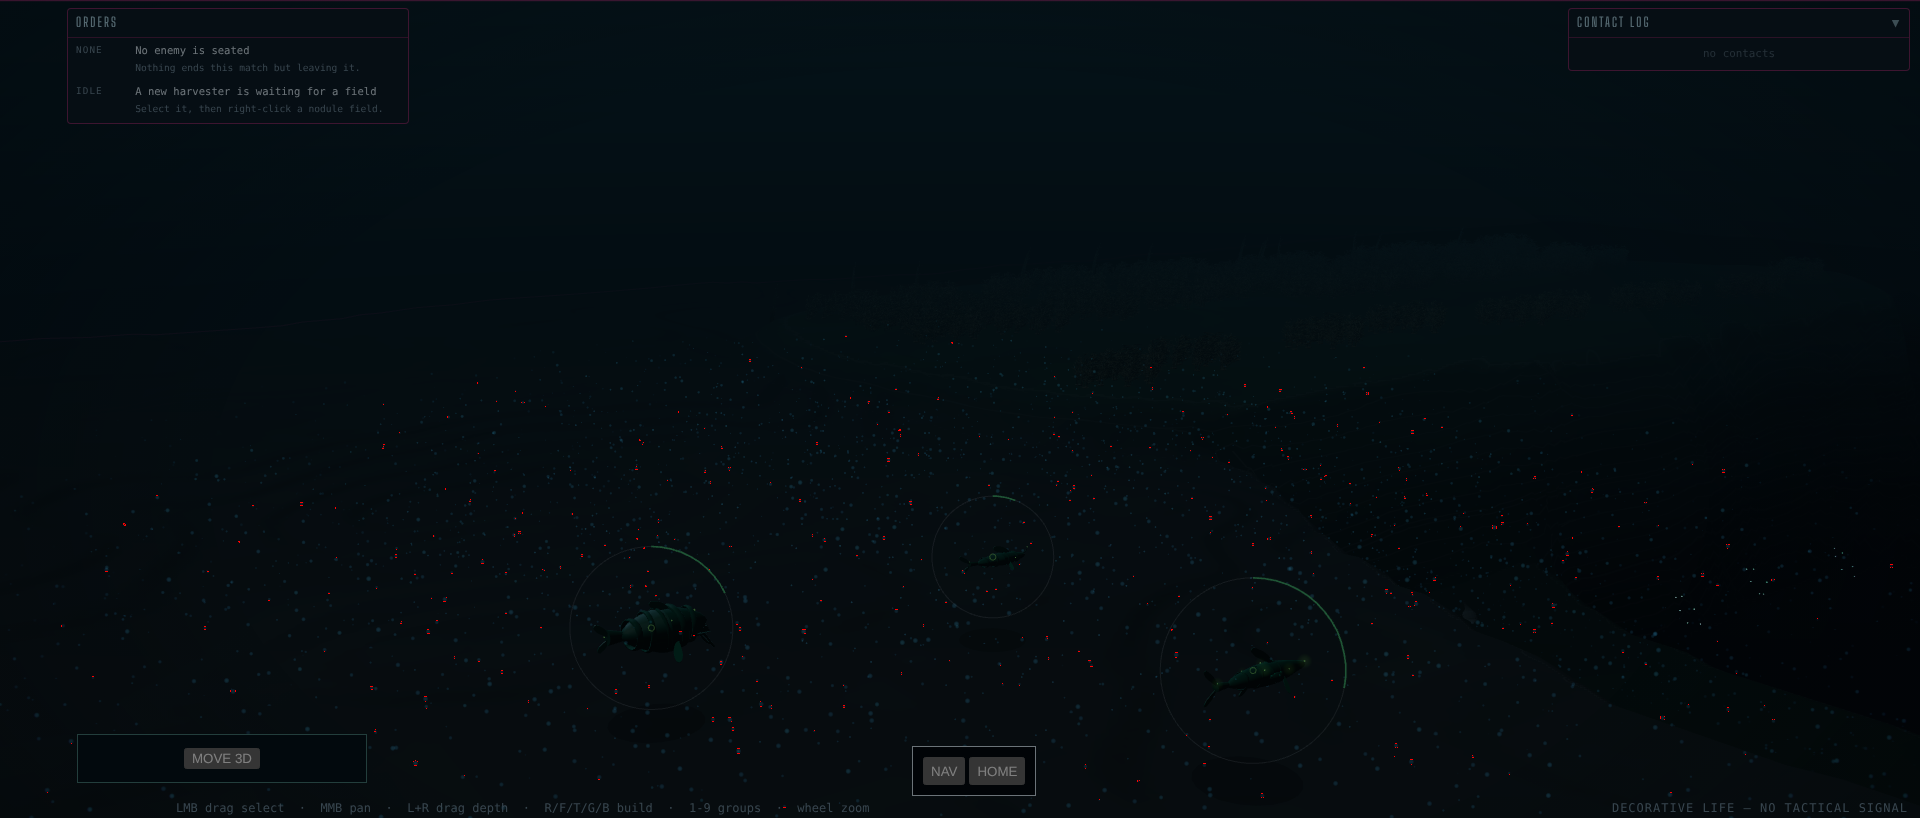 ORDERS
NONE No enemy is seated
Nothing ends this match but leaving it.
IDLE A new harvester is waiting for a field
Select it, then right-click a nodule field.
CONTACT LOG ▼
no contacts
MOVE 3D
NAV HOME
LMB drag select · MMB pan · L+R drag depth · R/F/T/G/B build · 1-9 groups · wheel zoom
DECORATIVE LIFE — NO TACTICAL SIGNAL